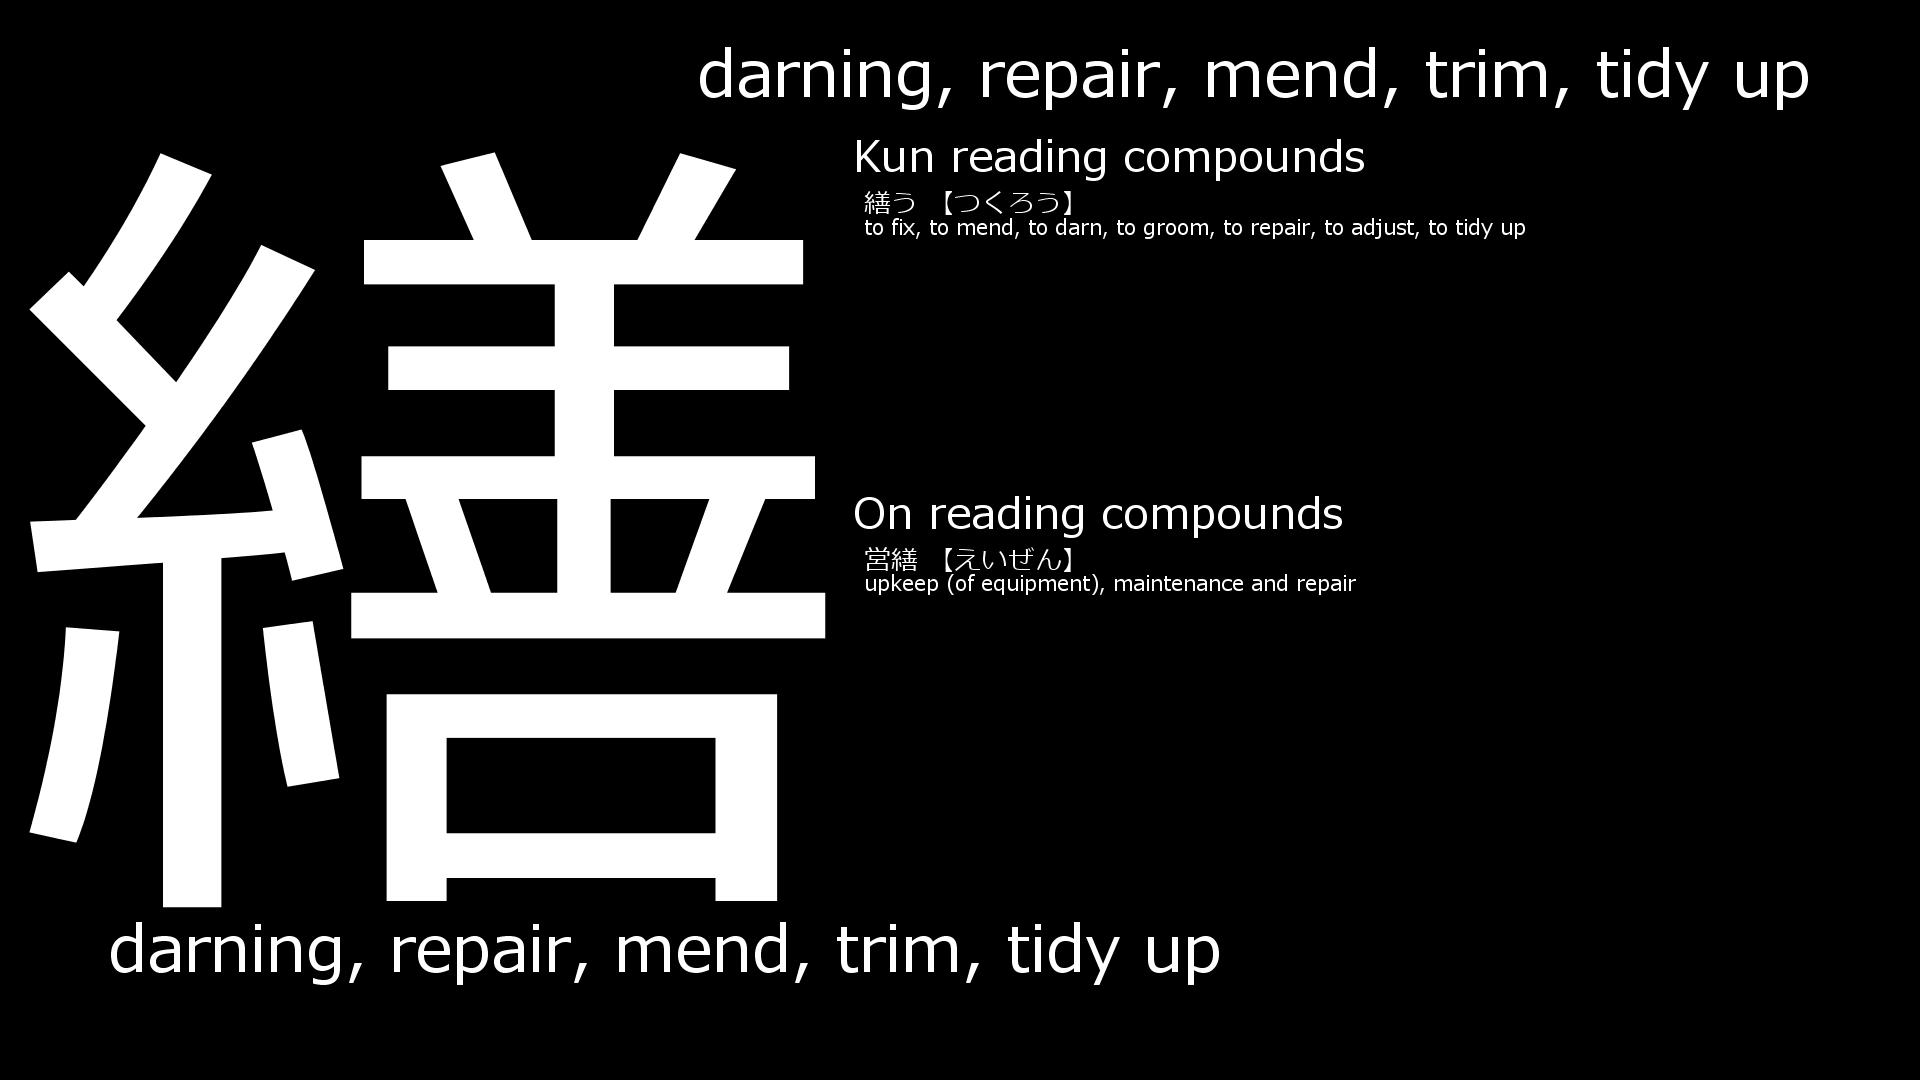 darning, repair, mend, trim, tidy up
繕
Kun reading compounds
繕う 【つくろう】
to fix, to mend, to darn, to groom, to repair, to adjust, to tidy up
On reading compounds
営繕 【えいぜん】
upkeep (of equipment), maintenance and repair
darning, repair, mend, trim, tidy up